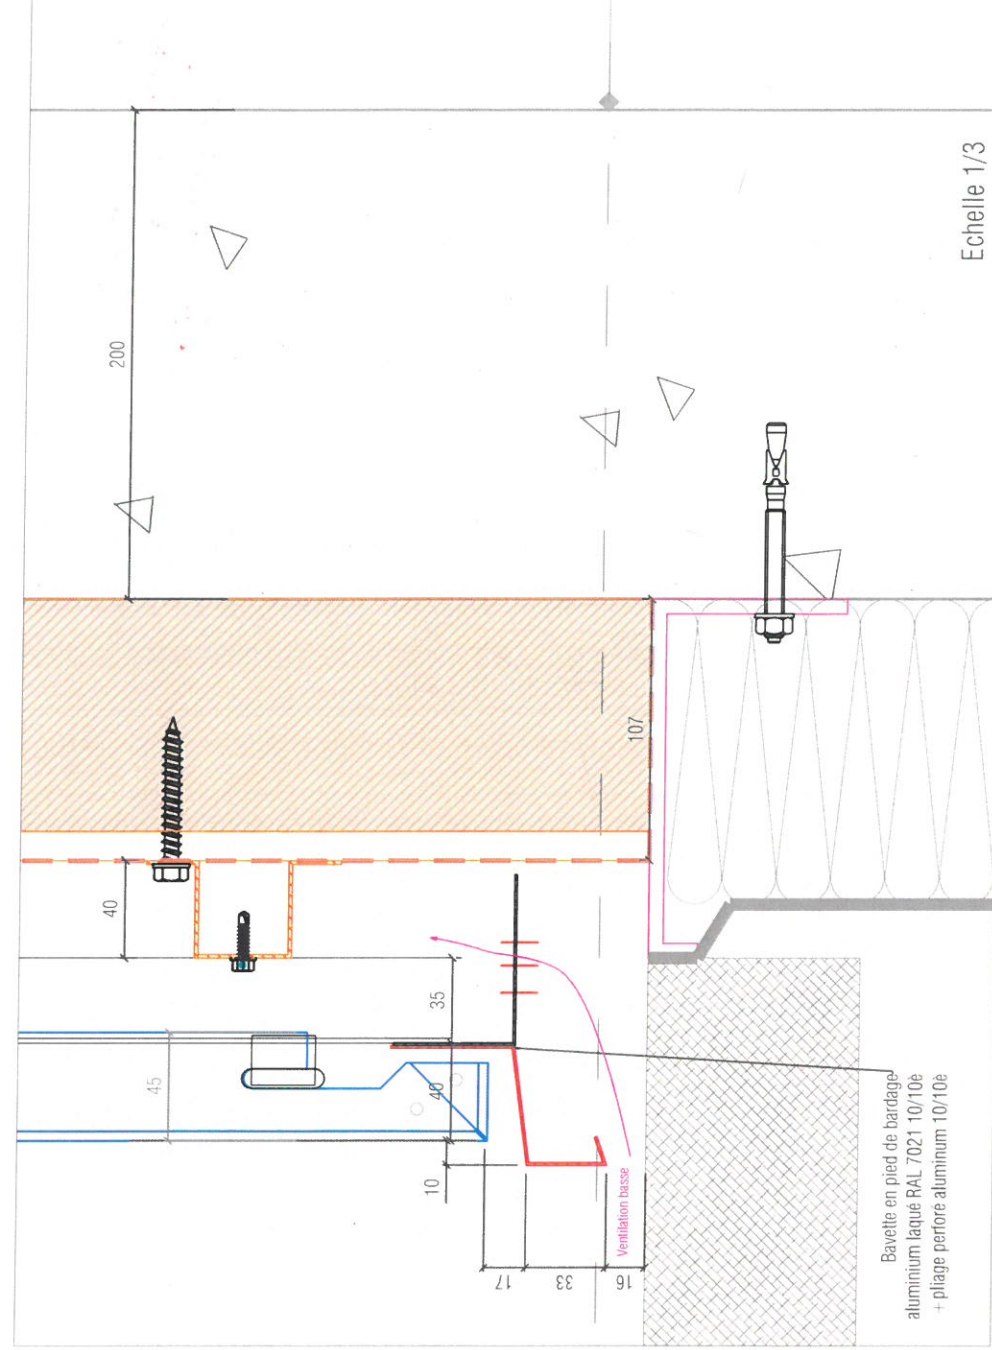 200
Echelle 1/3
107
40
35
45
40
10
Ventilation basse
17
33
16
Bavette en pied de bardage
aluminium laqué RAL 7021 10/10è
+ pliage perforé aluminum 10/10è